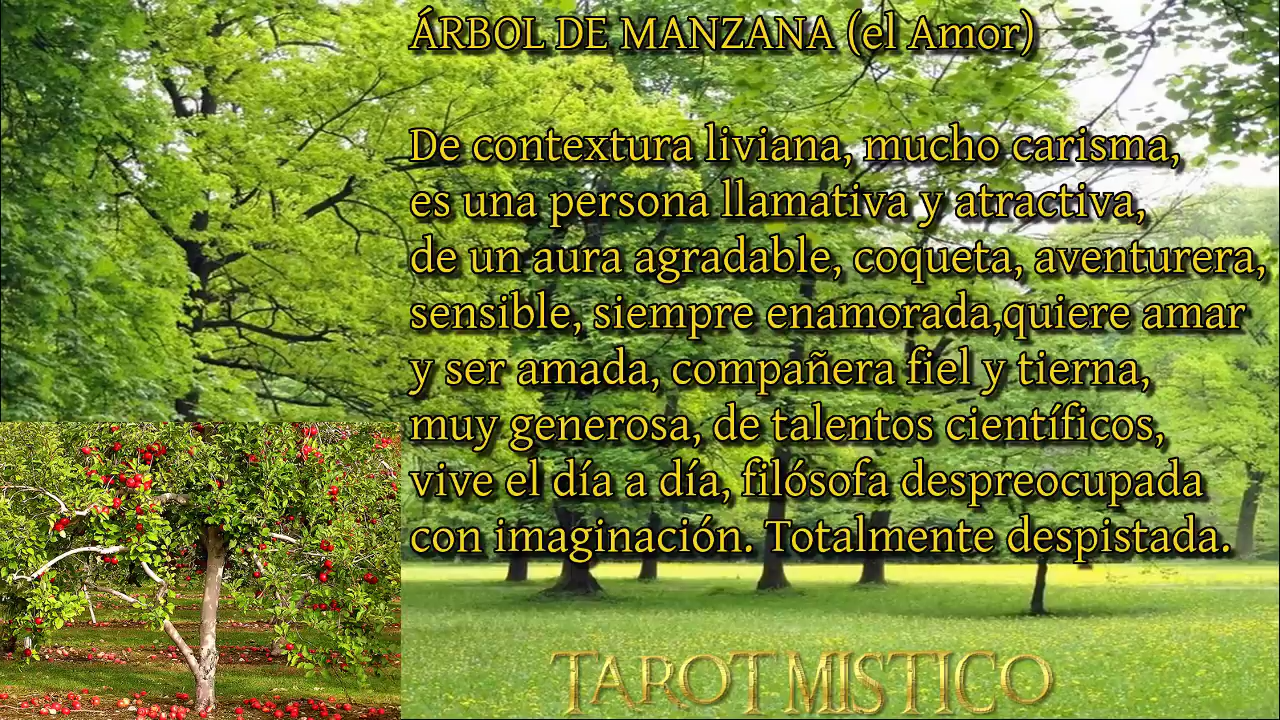 ÁRBOL DE MANZANA (el Amor)
De contextura liviana, mucho carisma,
es una persona llamativa y atractiva,
de un aura agradable, coqueta, aventurera,
sensible, siempre enamorada,quiere amar
y ser amada, compañera fiel y tierna,
muy generosa, de talentos científicos,
vive el día a día, filósofa despreocupada
con imaginación. Totalmente despistada.
TAROT MISTICO